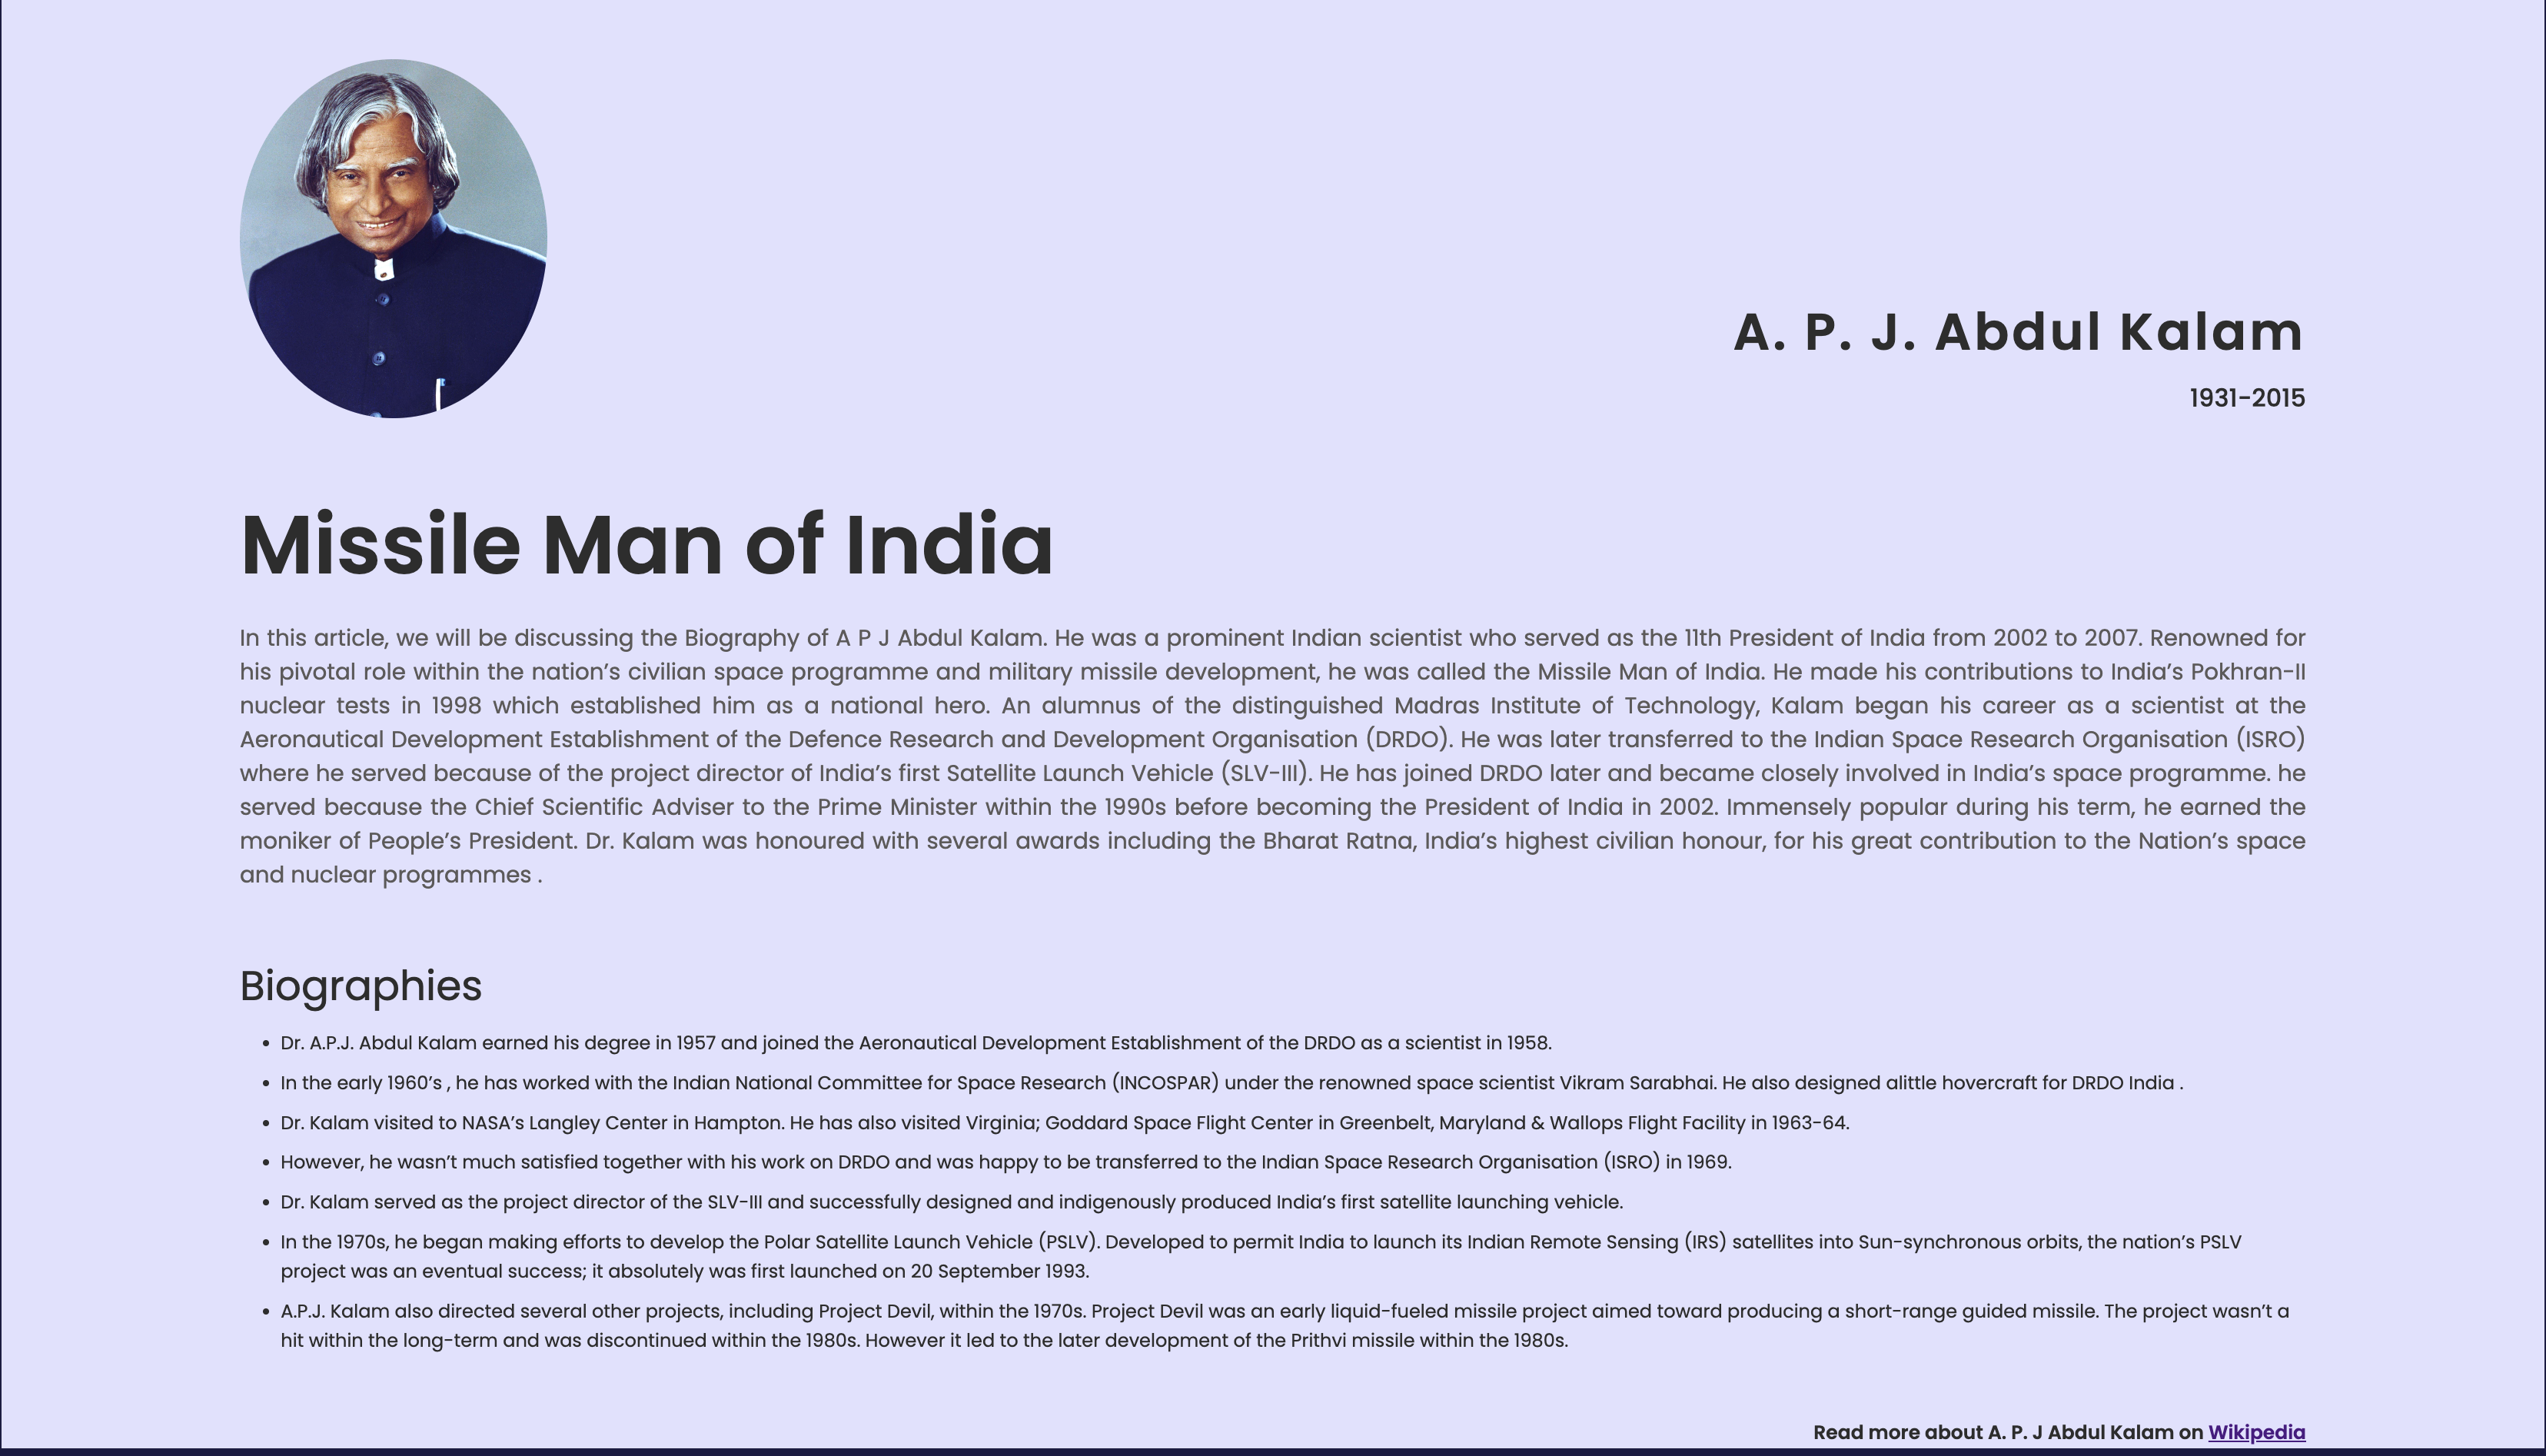 A. P. J. Abdul Kalam
1931-2015
Missile Man of India
In this article, we will be discussing the Biography of A P J Abdul Kalam. He was a prominent Indian scientist who served as the 11th President of India from 2002 to 2007. Renowned for
his pivotal role within the nation’s civilian space programme and military missile development, he was called the Missile Man of India. He made his contributions to India’s Pokhran-II
nuclear tests in 1998 which established him as a national hero. An alumnus of the distinguished Madras Institute of Technology, Kalam began his career as a scientist at the
Aeronautical Development Establishment of the Defence Research and Development Organisation (DRDO). He was later transferred to the Indian Space Research Organisation (ISRO)
where he served because of the project director of India’s first Satellite Launch Vehicle (SLV-III). He has joined DRDO later and became closely involved in India’s space programme. he
served because the Chief Scientific Adviser to the Prime Minister within the 1990s before becoming the President of India in 2002. Immensely popular during his term, he earned the
moniker of People’s President. Dr. Kalam was honoured with several awards including the Bharat Ratna, India’s highest civilian honour, for his great contribution to the Nation’s space
and nuclear programmes .
Biographies
• Dr. A.P.J. Abdul Kalam earned his degree in 1957 and joined the Aeronautical Development Establishment of the DRDO as a scientist in 1958.
• In the early 1960’s , he has worked with the Indian National Committee for Space Research (INCOSPAR) under the renowned space scientist Vikram Sarabhai. He also designed alittle hovercraft for DRDO India .
• Dr. Kalam visited to NASA’s Langley Center in Hampton. He has also visited Virginia; Goddard Space Flight Center in Greenbelt, Maryland & Wallops Flight Facility in 1963-64.
• However, he wasn’t much satisfied together with his work on DRDO and was happy to be transferred to the Indian Space Research Organisation (ISRO) in 1969.
• Dr. Kalam served as the project director of the SLV-III and successfully designed and indigenously produced India’s first satellite launching vehicle.
• In the 1970s, he began making efforts to develop the Polar Satellite Launch Vehicle (PSLV). Developed to permit India to launch its Indian Remote Sensing (IRS) satellites into Sun-synchronous orbits, the nation’s PSLV
project was an eventual success; it absolutely was first launched on 20 September 1993.
• A.P.J. Kalam also directed several other projects, including Project Devil, within the 1970s. Project Devil was an early liquid-fueled missile project aimed toward producing a short-range guided missile. The project wasn’t a
hit within the long-term and was discontinued within the 1980s. However it led to the later development of the Prithvi missile within the 1980s.
Read more about A. P. J Abdul Kalam on Wikipedia